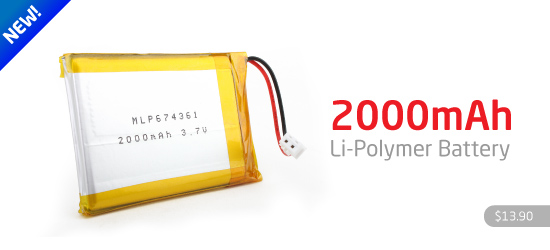 NEW!
MLP674361
2000mAh 3.7V
2000mAh
Li-Polymer Battery
$13.90